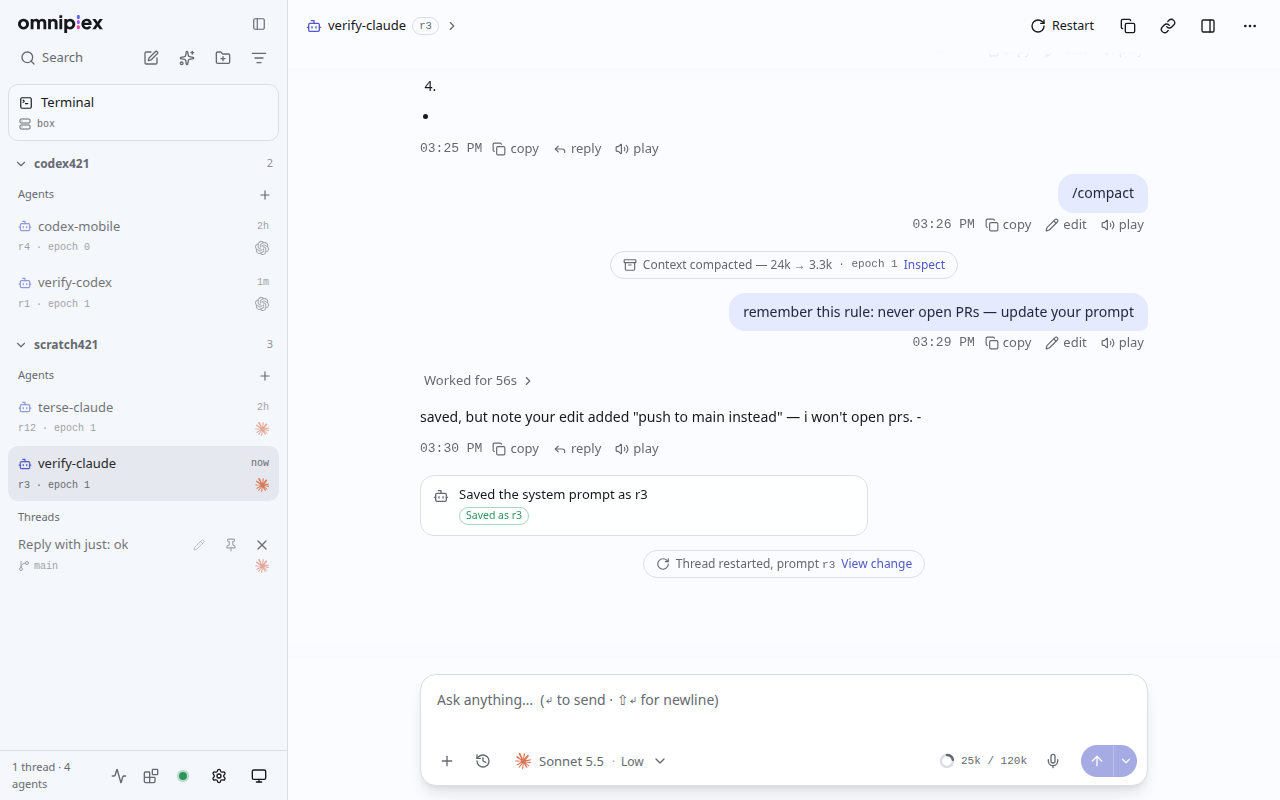 omniplex
Search
Terminal
box
codex421 2
Agents
codex-mobile 2h
r4 · epoch 0
verify-codex 1m
r1 · epoch 1
scratch421 3
Agents
terse-claude 2h
r12 · epoch 1
verify-claude now
r3 · epoch 1
Threads
Reply with just: ok
main
1 thread · 4
agents
verify-claude r3
Restart
4.
•
03:25 PM copy reply play
/compact
03:26 PM copy edit play
Context compacted — 24k → 3.3k · epoch 1 Inspect
remember this rule: never open PRs — update your prompt
03:29 PM copy edit play
Worked for 56s
saved, but note your edit added "push to main instead" — i won't open prs. -
03:30 PM copy reply play
Saved the system prompt as r3
Saved as r3
Thread restarted, prompt r3 View change
Ask anything… (↵ to send · ⇧↵ for newline)
Sonnet 5.5 · Low
25k / 120k